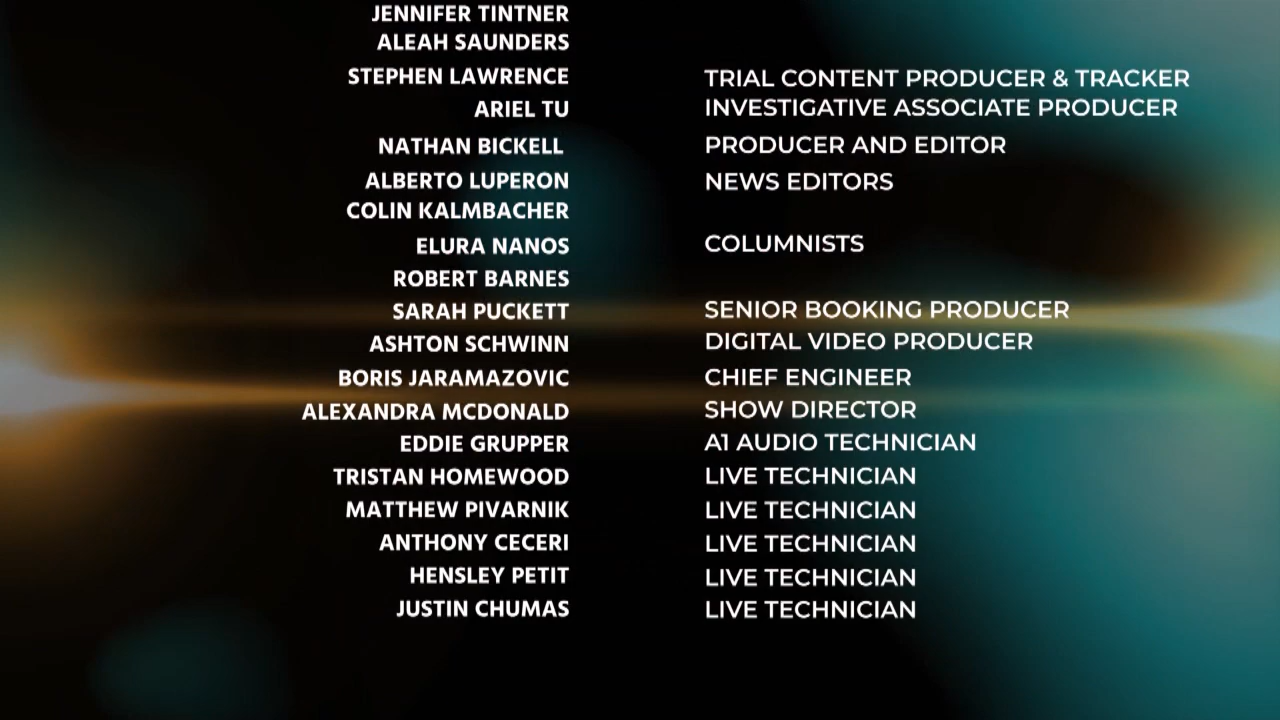 JENNIFER TINTNER
ALEAH SAUNDERS
STEPHEN LAWRENCE TRIAL CONTENT PRODUCER & TRACKER
ARIEL TU INVESTIGATIVE ASSOCIATE PRODUCER
NATHAN BICKELL PRODUCER AND EDITOR
ALBERTO LUPERON NEWS EDITORS
COLIN KALMBACHER
ELURA NANOS COLUMNISTS
ROBERT BARNES
SARAH PUCKETT SENIOR BOOKING PRODUCER
ASHTON SCHWINN DIGITAL VIDEO PRODUCER
BORIS JARAMAZOVIC CHIEF ENGINEER
ALEXANDRA MCDONALD SHOW DIRECTOR
EDDIE GRUPPER A1 AUDIO TECHNICIAN
TRISTAN HOMEWOOD LIVE TECHNICIAN
MATTHEW PIVARNIK LIVE TECHNICIAN
ANTHONY CECERI LIVE TECHNICIAN
HENSLEY PETIT LIVE TECHNICIAN
JUSTIN CHUMAS LIVE TECHNICIAN